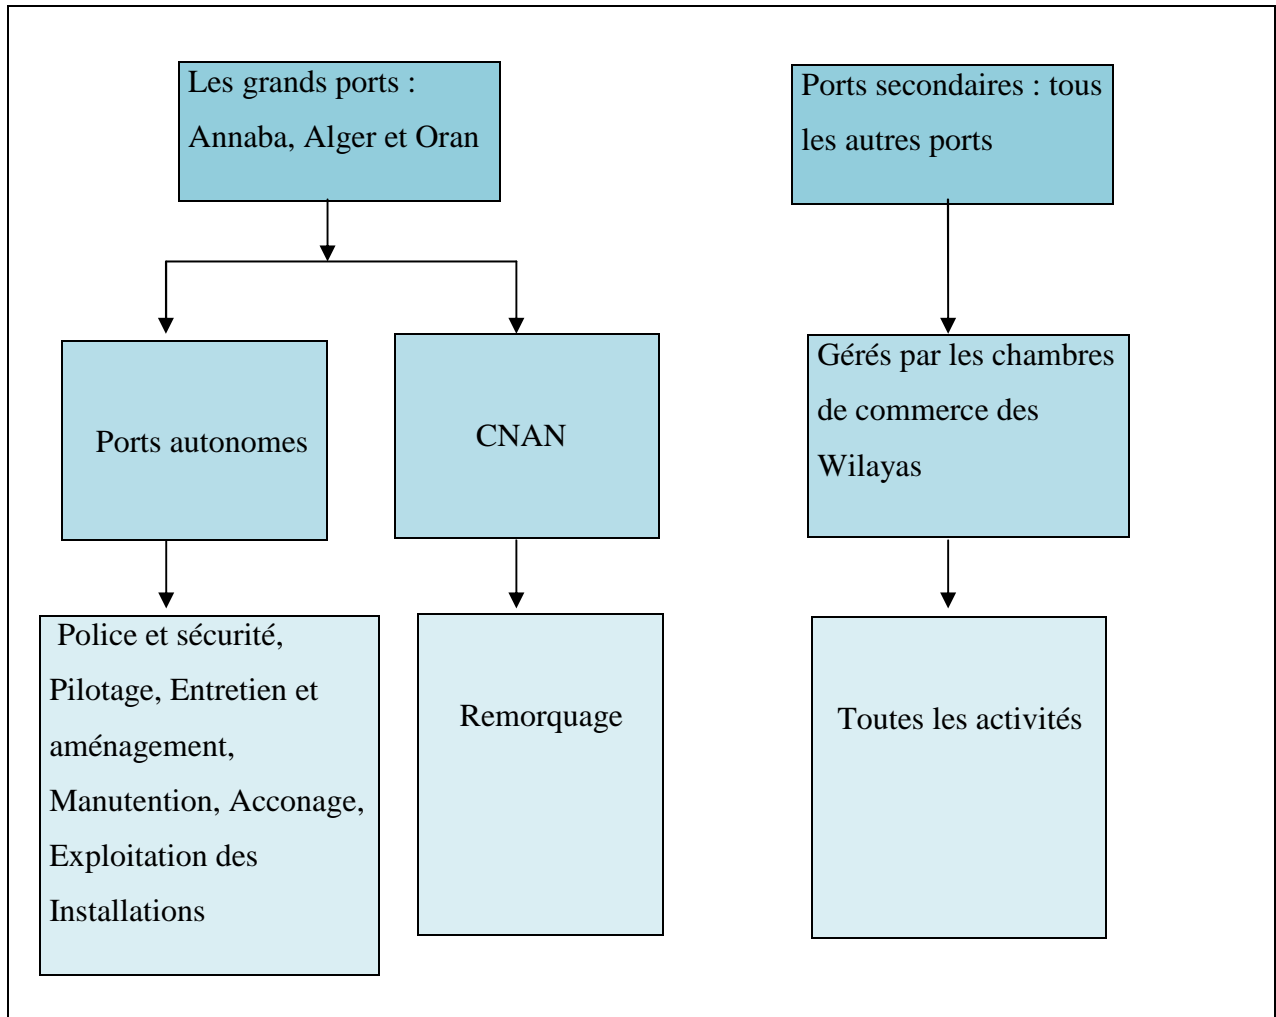 Les grands ports :
Annaba, Alger et Oran
Ports secondaires : tous
les autres ports
Ports autonomes
CNAN
Gérés par les chambres
de commerce des
Wilayas
Police et sécurité,
Pilotage, Entretien et
aménagement,
Manutention, Acconage,
Exploitation des
Installations
Remorquage
Toutes les activités